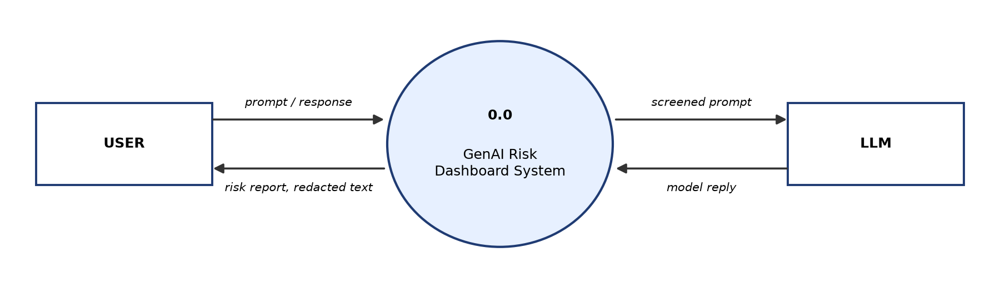 prompt / response
screened prompt
0.0
USER
GenAI Risk
Dashboard System
LLM
risk report, redacted text
model reply